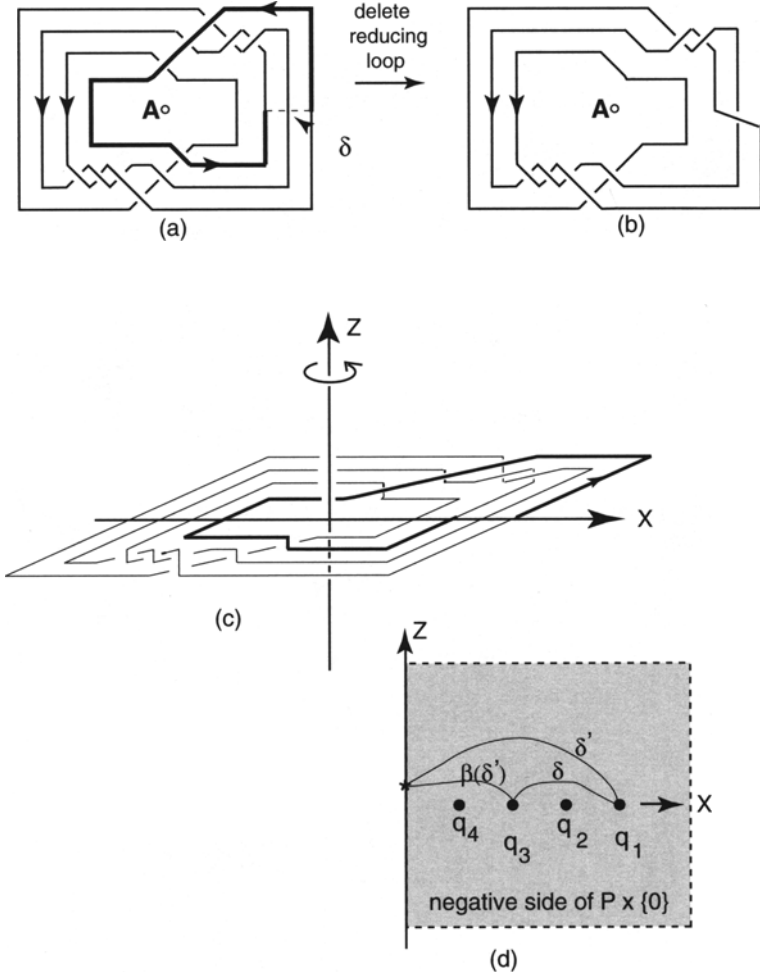 delete
reducing
loop
A
δ
(a)
A
(b)
Z
X
(c)
Z
δ'
β(δ')
δ
X
q4
q3
q2
q1
negative side of P x {0}
(d)